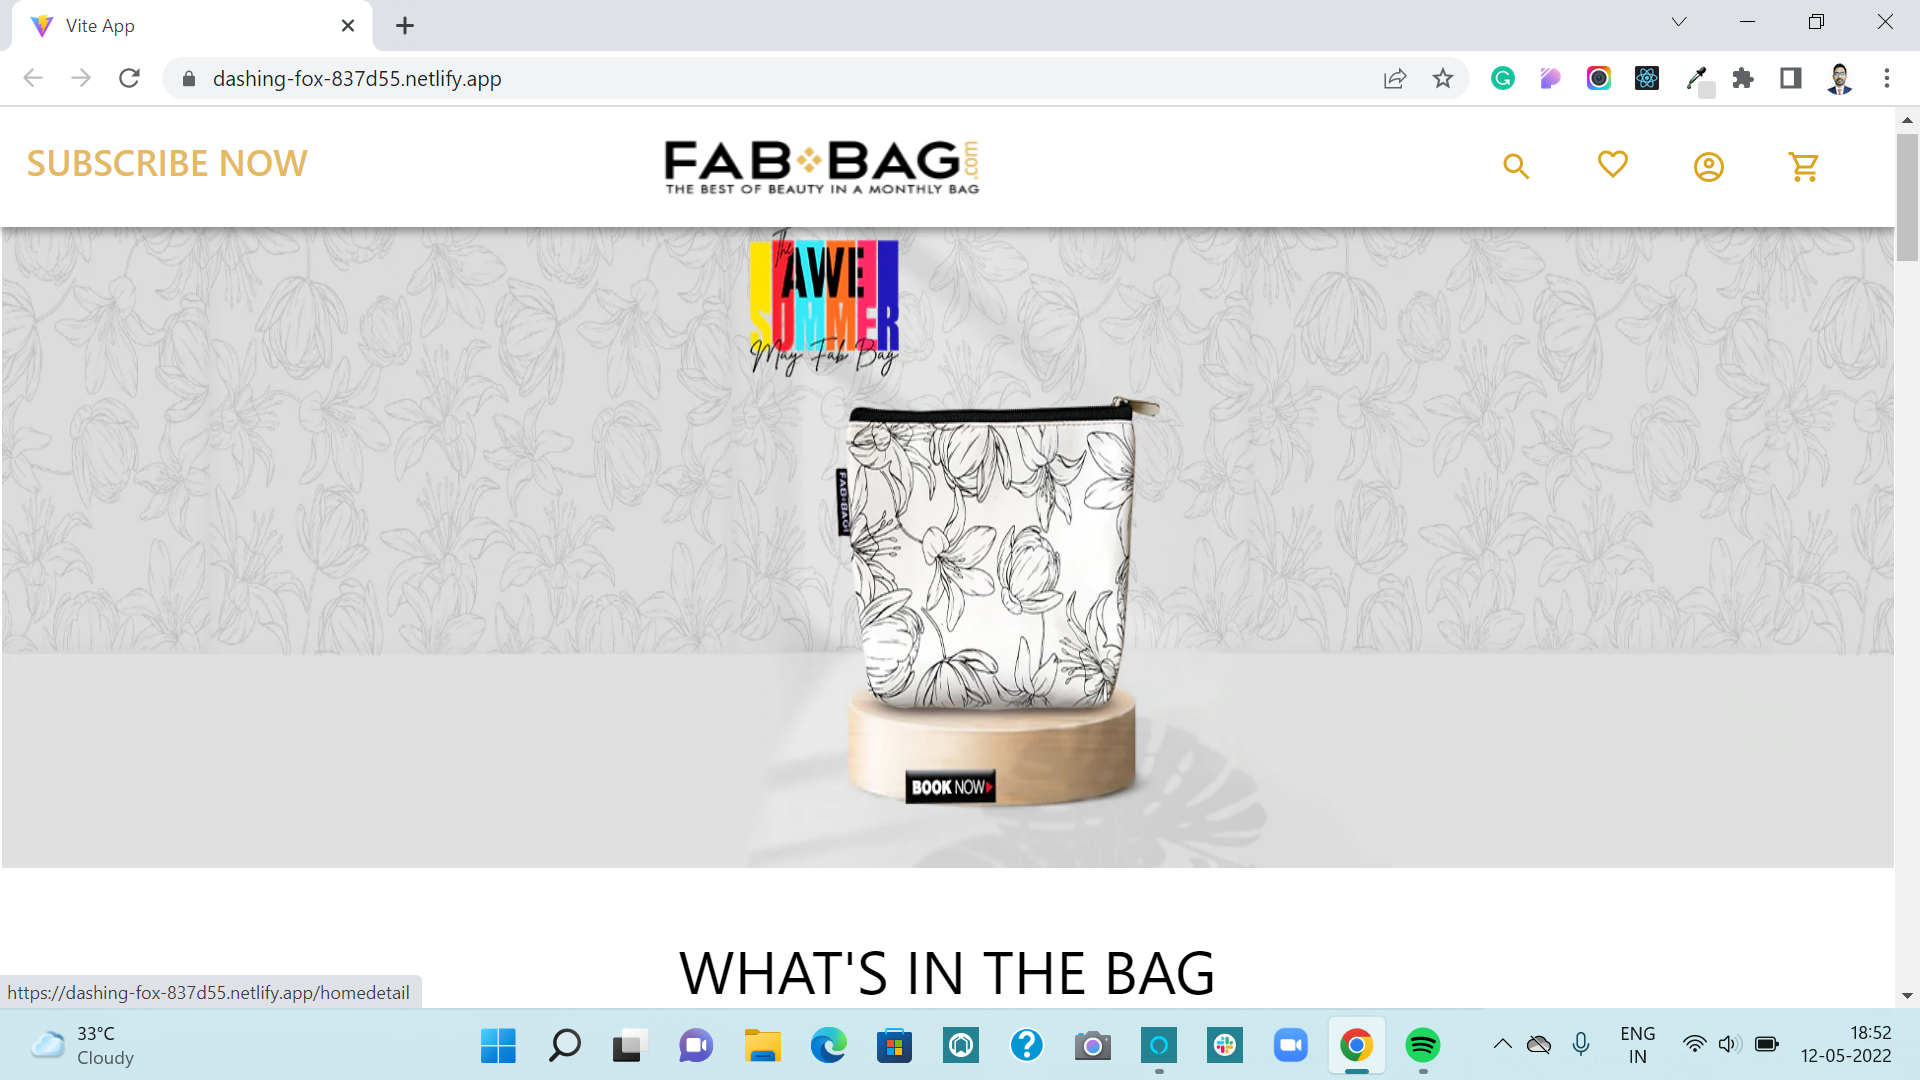 Vite App
dashing-fox-837d55.netlify.app
SUBSCRIBE NOW
FAB BAG.com
THE BEST OF BEAUTY IN A MONTHLY BAG
The
AWE
SUMMER
May Fab Bag
FAB BAG
BOOK NOW
WHAT'S IN THE BAG
https://dashing-fox-837d55.netlify.app/homedetail
33°C
Cloudy
ENG
IN
18:52
12-05-2022